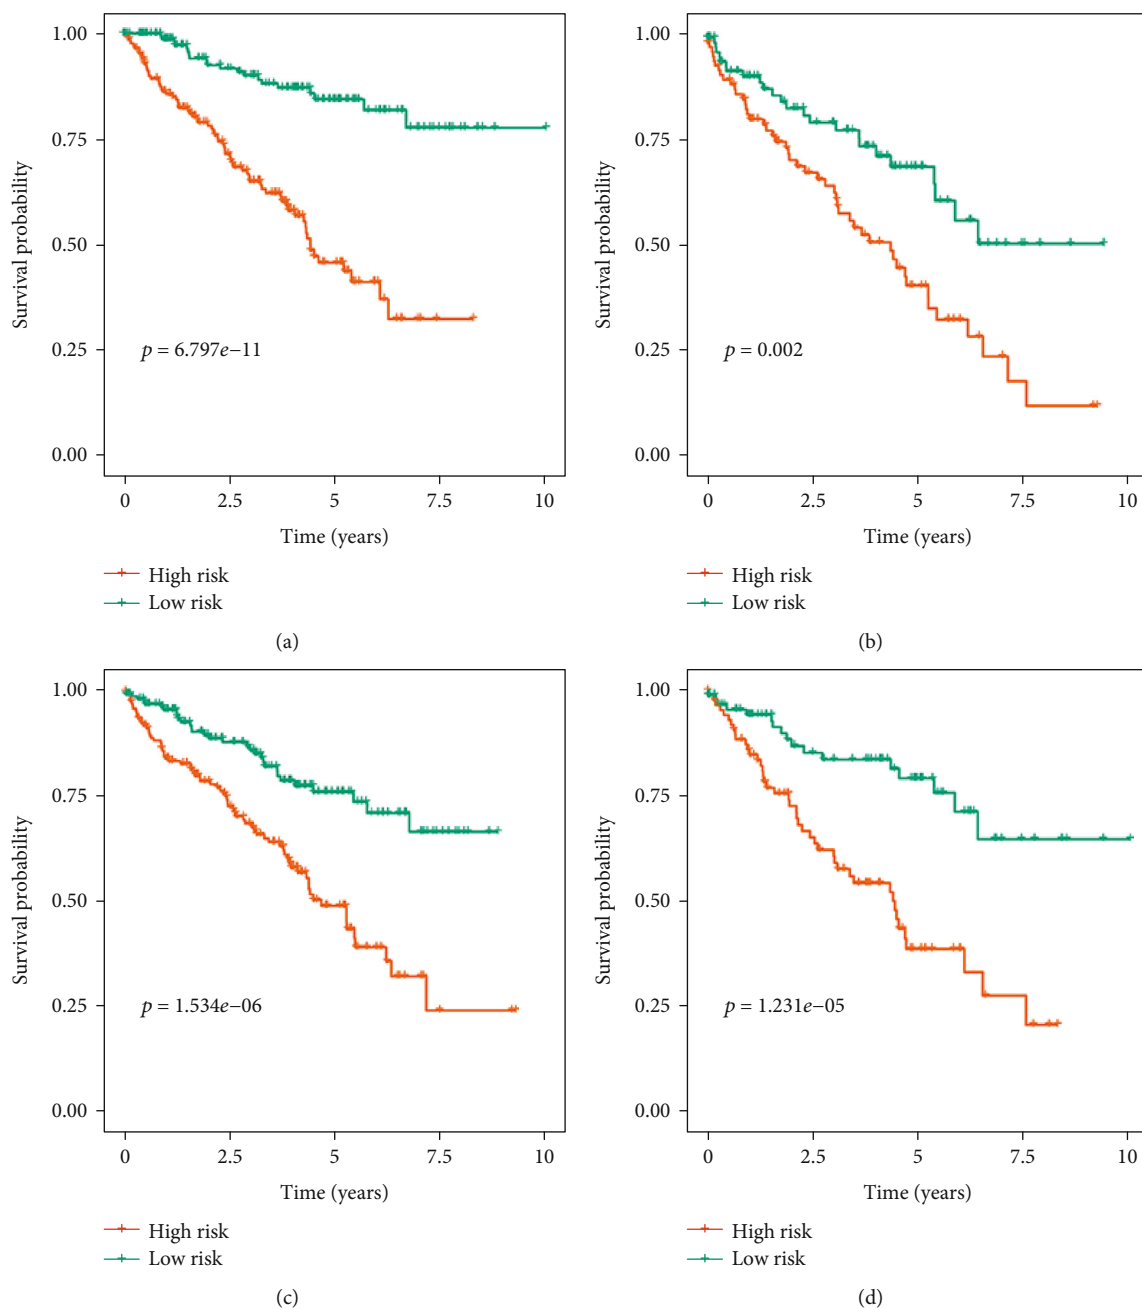 1.00
0.75
0.50
0.25
0.00
Survival probability
p = 6.797e−11
0 2.5 5 7.5 10
Time (years)
High risk
Low risk
(a)
1.00
0.75
0.50
0.25
0.00
Survival probability
p = 0.002
0 2.5 5 7.5 10
Time (years)
High risk
Low risk
(b)
1.00
0.75
0.50
0.25
0.00
Survival probability
p = 1.534e−06
0 2.5 5 7.5 10
Time (years)
High risk
Low risk
(c)
1.00
0.75
0.50
0.25
0.00
Survival probability
p = 1.231e−05
0 2.5 5 7.5 10
Time (years)
High risk
Low risk
(d)